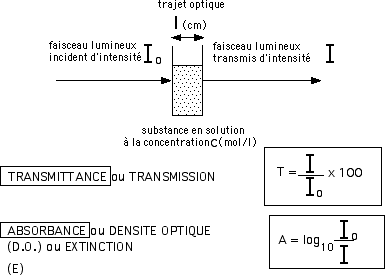 trajet optique
l (cm)
faisceau lumineux
incident d'intensité I₀
faisceau lumineux
transmis d'intensité I
substance en solution
à la concentration C (mol/l)
TRANSMITTANCE ou TRANSMISSION
T = I / I₀ x 100
ABSORBANCE ou DENSITE OPTIQUE
(D.O.) ou EXTINCTION
(E)
A = log₁₀ I₀ / I